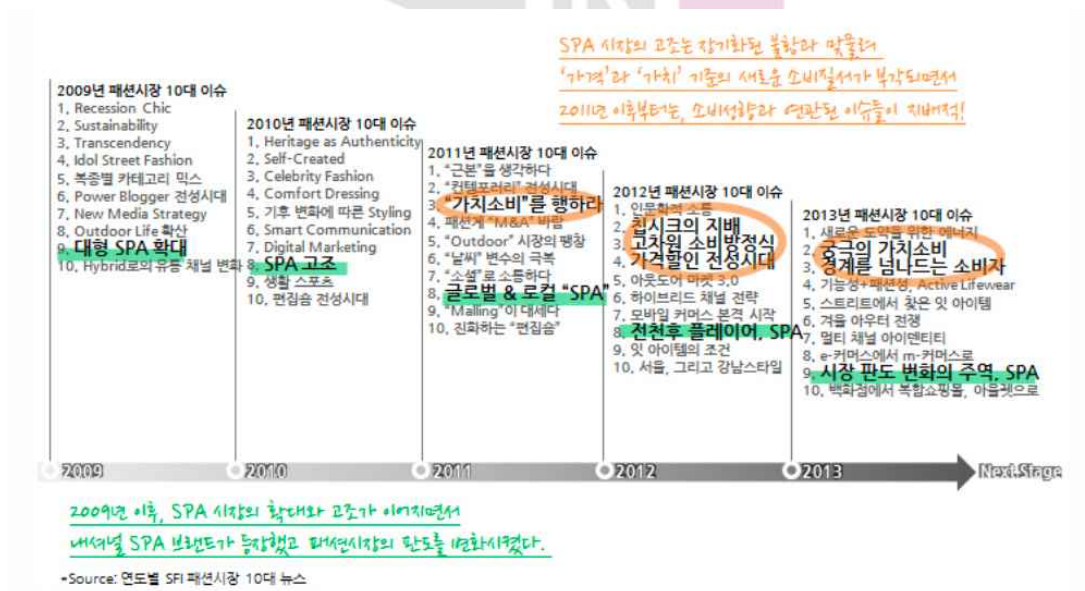 SPA 시장의 고조는 장기화된 불황과 맞물려
'가격'과 '가치' 기준의 새로운 소비질서가 부각되면서
2011년 이후부터는, 소비성향과 연관된 이슈들이 지배적!
2009년 패션시장 10대 이슈
1, Recession Chic
2, Sustainability
3, Transcendency
4, Idol Street Fashion
5, 복종별 카테고리 믹스
6, Power Blogger 전성시대
7, New Media Strategy
8, Outdoor Life 확산
9, 대형 SPA 확대
10, Hybrid로의 유통 채널 변화
2010년 패션시장 10대 이슈
1, Heritage as Authenticity
2, Self-Created
3, Celebrity Fashion
4, Comfort Dressing
5, 기후 변화에 따른 Styling
6, Smart Communication
7, Digital Marketing
8, SPA 고조
9, 생활 스포츠
10, 편집숍 전성시대
2011년 패션시장 10대 이슈
1, "근본"을 생각하다
2, "컨템포러리" 전성시대
3, "가치소비"를 행하라
4, 패션계 "M&A" 바람
5, "Outdoor" 시장의 팽창
6, "날씨" 변수의 극복
7, "소셜"로 소통하다
8, 글로벌 & 로컬 "SPA"
9, "Malling"이 대세다
10, 진화하는 "편집숍"
2012년 패션시장 10대 이슈
1, 인문학적 소통
2, 칩시크의 지배
3, 고차원 소비방정식
4, 가격할인 전성시대
5, 아웃도어 마켓 3.0
6, 하이브리드 채널 전략
7, 모바일 커머스 본격 시작
8, 전천후 플레이어, SPA
9, 잇 아이템의 조건
10, 서울, 그리고 강남스타일
2013년 패션시장 10대 이슈
1, 새로운 도약을 위한 에너지
2, 궁극의 가치소비
3, 경계를 넘나드는 소비자
4, 기능성+패션성, Active Lifewear
5, 스트리트에서 찾은 잇 아이템
6, 겨울 아우터 전쟁
7, 멀티 채널 아이덴티티
8, e-커머스에서 m-커머스로
9, 시장 판도 변화의 주역, SPA
10, 백화점에서 복합쇼핑몰, 아울렛으로
2009
2010
2011
2012
2013
Next Stage
2009년 이후, SPA 시장의 확대와 고조가 이어지면서
내셔널 SPA 브랜드가 등장했고 패션시장의 판도를 변화시켰다.
*Source: 연도별 SFI 패션시장 10대 뉴스